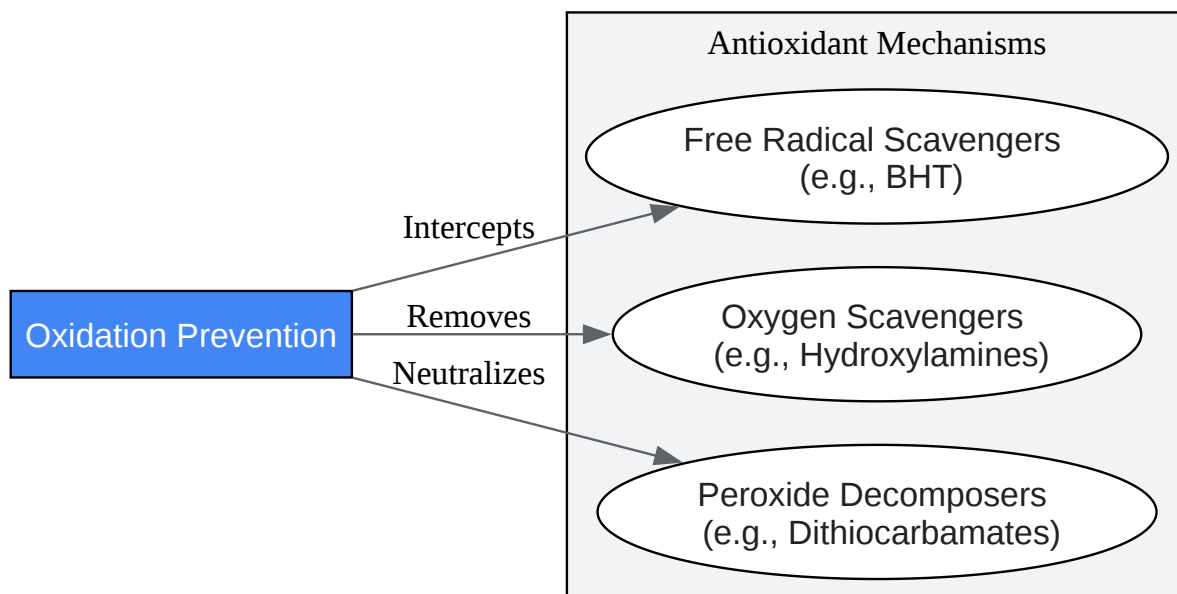 Antioxidant Mechanisms
Free Radical Scavengers
(e.g., BHT)
Intercepts
Oxidation Prevention
Removes
Oxygen Scavengers
(e.g., Hydroxylamines)
Neutralizes
Peroxide Decomposers
(e.g., Dithiocarbamates)